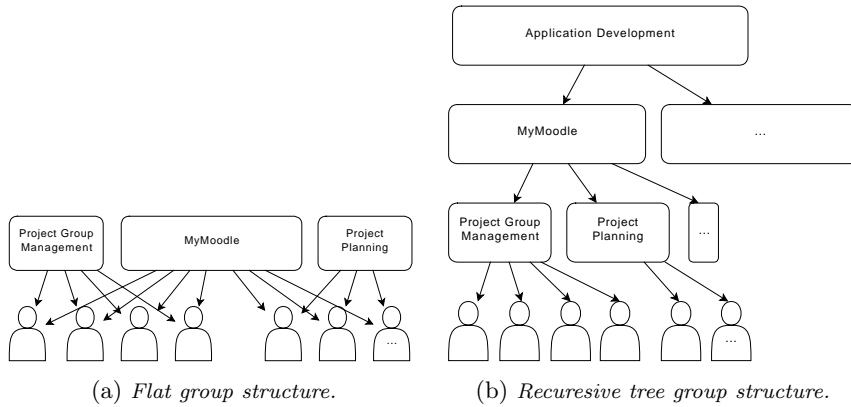 Project Group
Management
MyMoodle
Project
Planning
...
(a) Flat group structure.
Application Development
MyMoodle
...
Project Group
Management
Project
Planning
...
...
(b) Recuresive tree group structure.